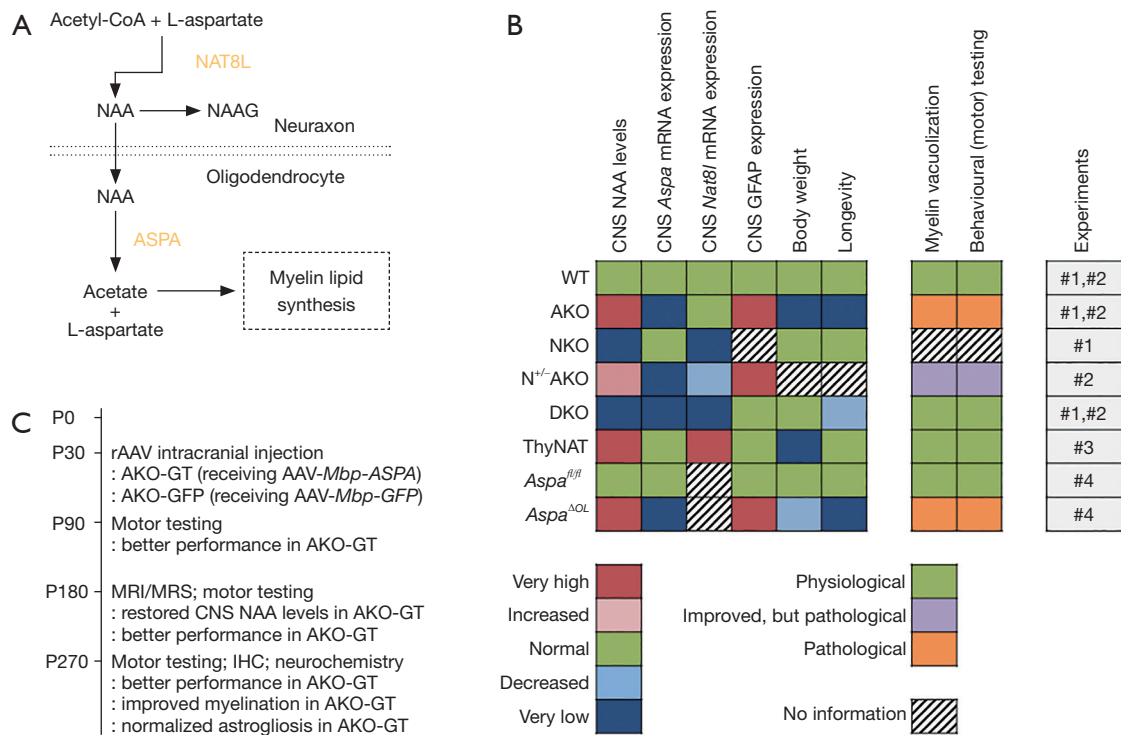 A
Acetyl-CoA + L-aspartate
NAT8L
NAA
NAAG
Neuraxon
Oligodendrocyte
NAA
ASPA
Acetate
+
L-aspartate
Myelin lipid
synthesis
B
CNS NAA levels
CNS Aspa mRNA expression
CNS Nat8l mRNA expression
CNS GFAP expression
Body weight
Longevity
Myelin vacuolization
Behavioural (motor) testing
Experiments
WT
#1,#2
AKO
#1,#2
NKO
#1
N+/−AKO
#2
DKO
#1,#2
ThyNAT
#3
Aspafl/fl
#4
AspaΔOL
#4
Very high
Increased
Normal
Decreased
Very low
Physiological
Improved, but pathological
Pathological
No information
C
P0
P30
rAAV intracranial injection
: AKO-GT (receiving AAV-Mbp-ASPA)
: AKO-GFP (receiving AAV-Mbp-GFP)
P90
Motor testing
: better performance in AKO-GT
P180
MRI/MRS; motor testing
: restored CNS NAA levels in AKO-GT
: better performance in AKO-GT
P270
Motor testing; IHC; neurochemistry
: better performance in AKO-GT
: improved myelination in AKO-GT
: normalized astrogliosis in AKO-GT